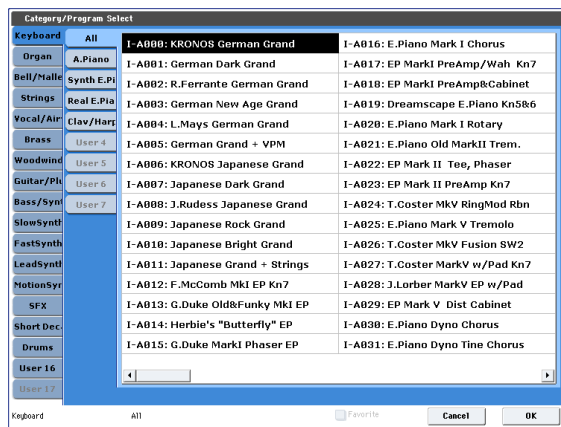 Category/Program Select
Keyboard
Organ
Bell/Malle
Strings
Vocal/Air
Brass
Woodwind
Guitar/Plu
Bass/Synt
SlowSynth
FastSynth
LeadSynth
MotionSyn
SFX
Short Dec
Drums
User 16
User 17
All
A.Piano
Synth E.Pi
Real E.Pia
Clav/Harp
User 4
User 5
User 6
User 7
I-A000: KRONOS German Grand
I-A001: German Dark Grand
I-A002: R.Ferrante German Grand
I-A003: German New Age Grand
I-A004: L.Mays German Grand
I-A005: German Grand + VPM
I-A006: KRONOS Japanese Grand
I-A007: Japanese Dark Grand
I-A008: J.Rudess Japanese Grand
I-A009: Japanese Rock Grand
I-A010: Japanese Bright Grand
I-A011: Japanese Grand + Strings
I-A012: F.McComb MkI EP Kn7
I-A013: G.Duke Old&Funky MkI EP
I-A014: Herbie's "Butterfly" EP
I-A015: G.Duke MarkI Phaser EP
I-A016: E.Piano Mark I Chorus
I-A017: EP MarkI PreAmp/Wah Kn7
I-A018: EP MarkI PreAmp&Cabinet
I-A019: Dreamscape E.Piano Kn5&6
I-A020: E.Piano Mark I Rotary
I-A021: E.Piano Old MarkII Trem.
I-A022: EP Mark II Tee, Phaser
I-A023: EP Mark II PreAmp Kn7
I-A024: T.Coster MkV RingMod Rbn
I-A025: E.Piano Mark V Tremolo
I-A026: T.Coster MkV Fusion SW2
I-A027: T.Coster MarkV w/Pad Kn7
I-A028: J.Lorber MarkV EP w/Pad
I-A029: EP Mark V Dist Cabinet
I-A030: E.Piano Dyno Chorus
I-A031: E.Piano Dyno Tine Chorus
Keyboard
All
Favorite
Cancel
OK